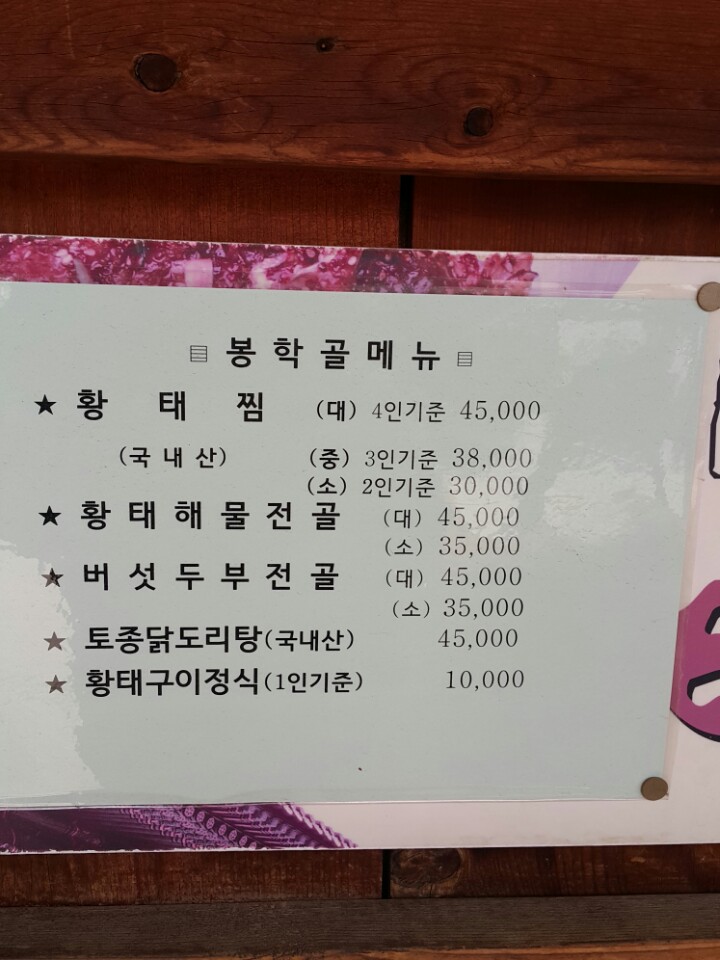 ▤ 봉 학 골 메 뉴 ▤
★ 황 태 찜 (대) 4인기준 45,000
(국 내 산) (중) 3인기준 38,000
(소) 2인기준 30,000
★ 황 태 해 물 전 골 (대) 45,000
(소) 35,000
★ 버 섯 두 부 전 골 (대) 45,000
(소) 35,000
★ 토종닭도리탕(국내산) 45,000
★ 황태구이정식(1인기준) 10,000